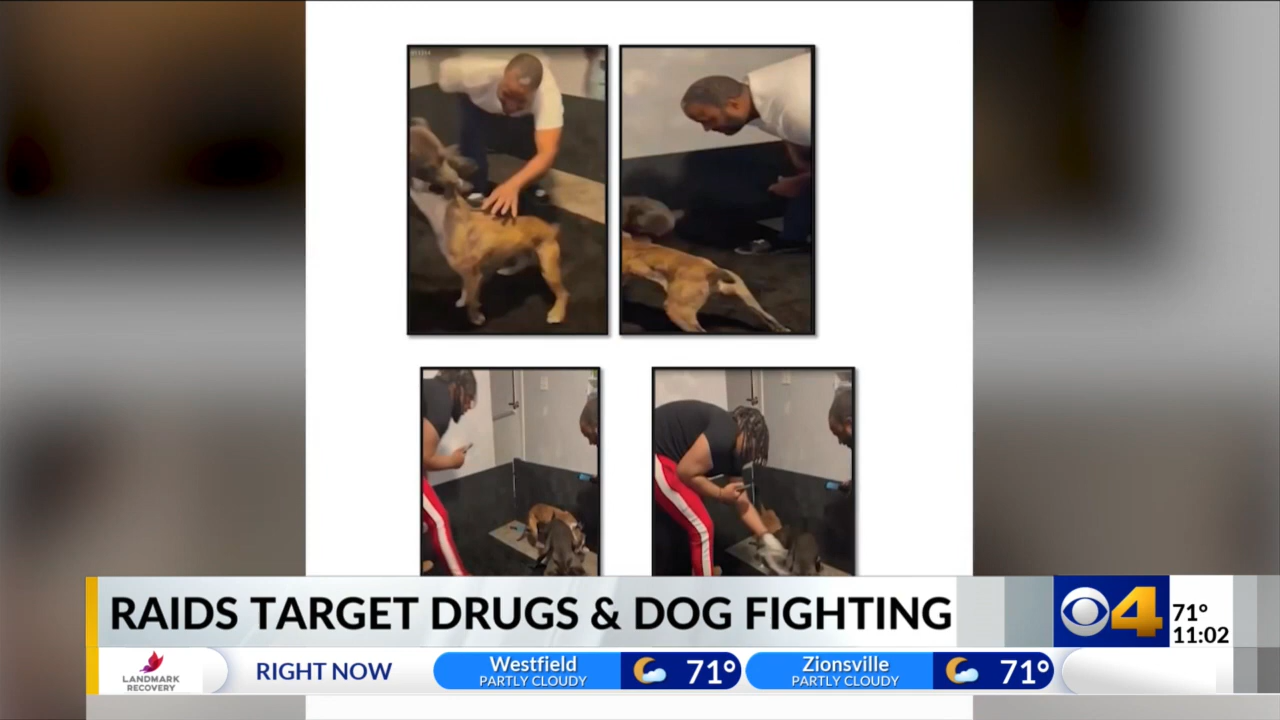 RAIDS TARGET DRUGS & DOG FIGHTING
4
71°
11:02
LANDMARK
RECOVERY
RIGHT NOW
Westfield
PARTLY CLOUDY
71°
Zionsville
PARTLY CLOUDY
71°